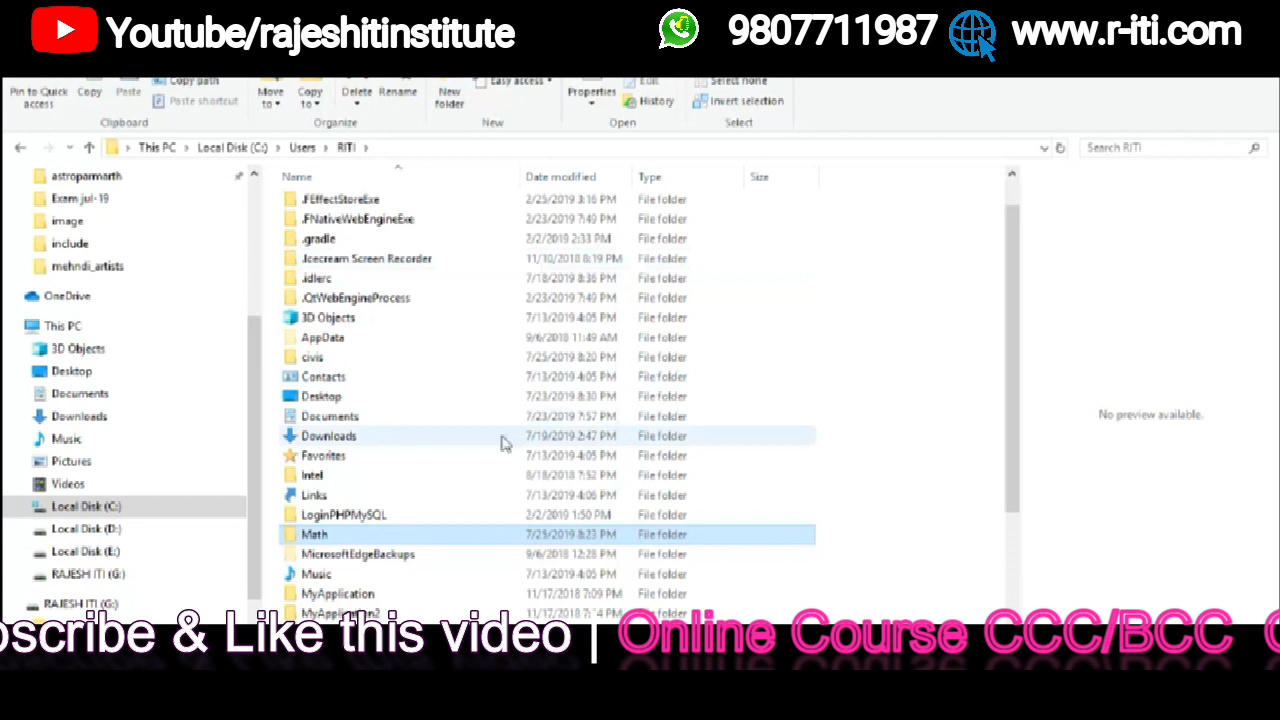 Youtube/rajeshitinstitute 9807711987 www.r-iti.com
Copy path Easy access Edit Select none
Pin to Quick access Copy Paste Paste shortcut Move to Copy to Delete Rename New folder Properties History Invert selection
Clipboard Organize New Open Select
This PC Local Disk (C:) Users RITI Search RITI
astroparmarth
Exam jul-19
image
include
mehndi_artists
OneDrive
This PC
3D Objects
Desktop
Documents
Downloads
Music
Pictures
Videos
Local Disk (C:)
Local Disk (D:)
Local Disk (E:)
RAJESH ITI (G:)
RAJESH ITI (G:)
Name Date modified Type Size
.FEffectStoreExe 2/25/2019 3:16 PM File folder
.FNativeWebEngineExe 2/23/2019 7:49 PM File folder
.gradle 2/2/2019 2:33 PM File folder
.Icecream Screen Recorder 11/10/2018 8:19 PM File folder
.idlerc 7/18/2019 8:36 PM File folder
.QtWebEngineProcess 2/23/2019 7:49 PM File folder
3D Objects 7/13/2019 4:05 PM File folder
AppData 9/6/2018 11:49 AM File folder
civis 7/25/2019 8:20 PM File folder
Contacts 7/13/2019 4:05 PM File folder
Desktop 7/23/2019 8:30 PM File folder
Documents 7/23/2019 7:57 PM File folder
Downloads 7/19/2019 2:47 PM File folder
Favorites 7/13/2019 4:05 PM File folder
Intel 8/18/2018 7:52 PM File folder
Links 7/13/2019 4:06 PM File folder
LoginPHPMySQL 2/2/2019 1:50 PM File folder
Math 7/25/2019 8:23 PM File folder
MicrosoftEdgeBackups 9/6/2018 12:28 PM File folder
Music 7/13/2019 4:05 PM File folder
MyApplication 11/17/2018 7:09 PM File folder
MyApplication2 11/17/2018 7:14 PM File folder
No preview available.
bscribe & Like this video | Online Course CCC/BCC